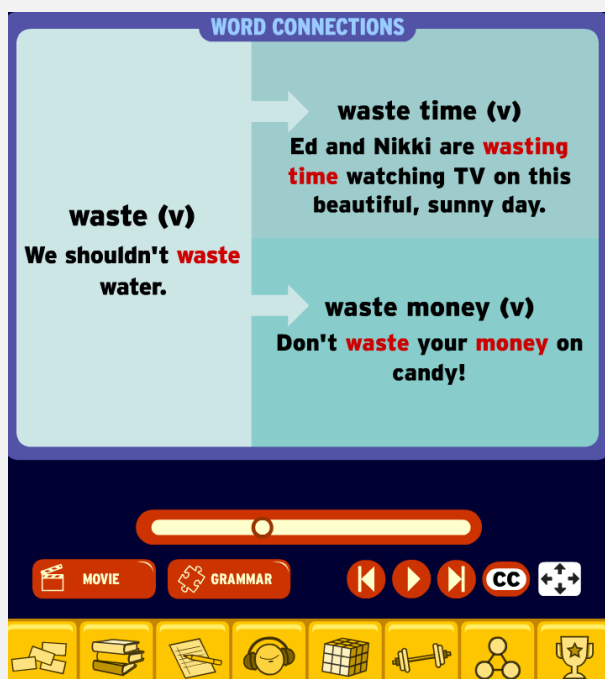 WORD CONNECTIONS
waste (v)
We shouldn't waste
water.
waste time (v)
Ed and Nikki are wasting
time watching TV on this
beautiful, sunny day.
waste money (v)
Don't waste your money on
candy!
MOVIE
GRAMMAR
CC